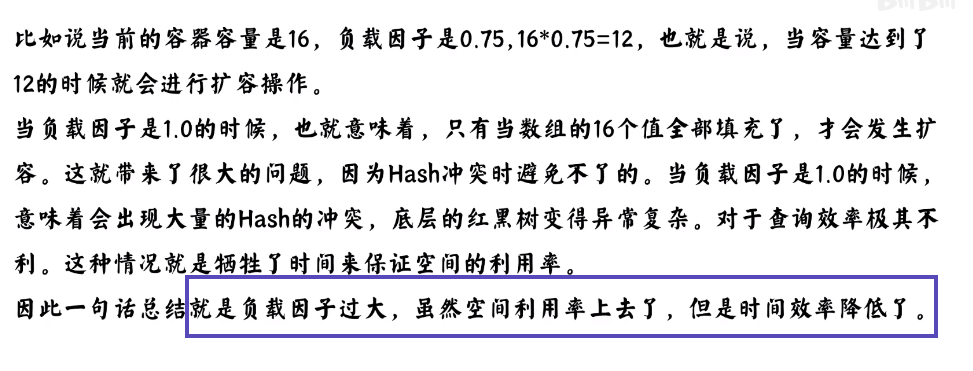 比如说当前的容器容量是16，负载因子是0.75,16*0.75=12，也就是说，当容量达到了
12的时候就会进行扩容操作。
当负载因子是1.0的时候，也就意味着，只有当数组的16个值全部填充了，才会发生扩
容。这就带来了很大的问题，因为Hash冲突时避免不了的。当负载因子是1.0的时候，
意味着会出现大量的Hash的冲突，底层的红黑树变得异常复杂。对于查询效率极其不
利。这种情况就是牺牲了时间来保证空间的利用率。
因此一句话总结就是负载因子过大，虽然空间利用率上去了，但是时间效率降低了。